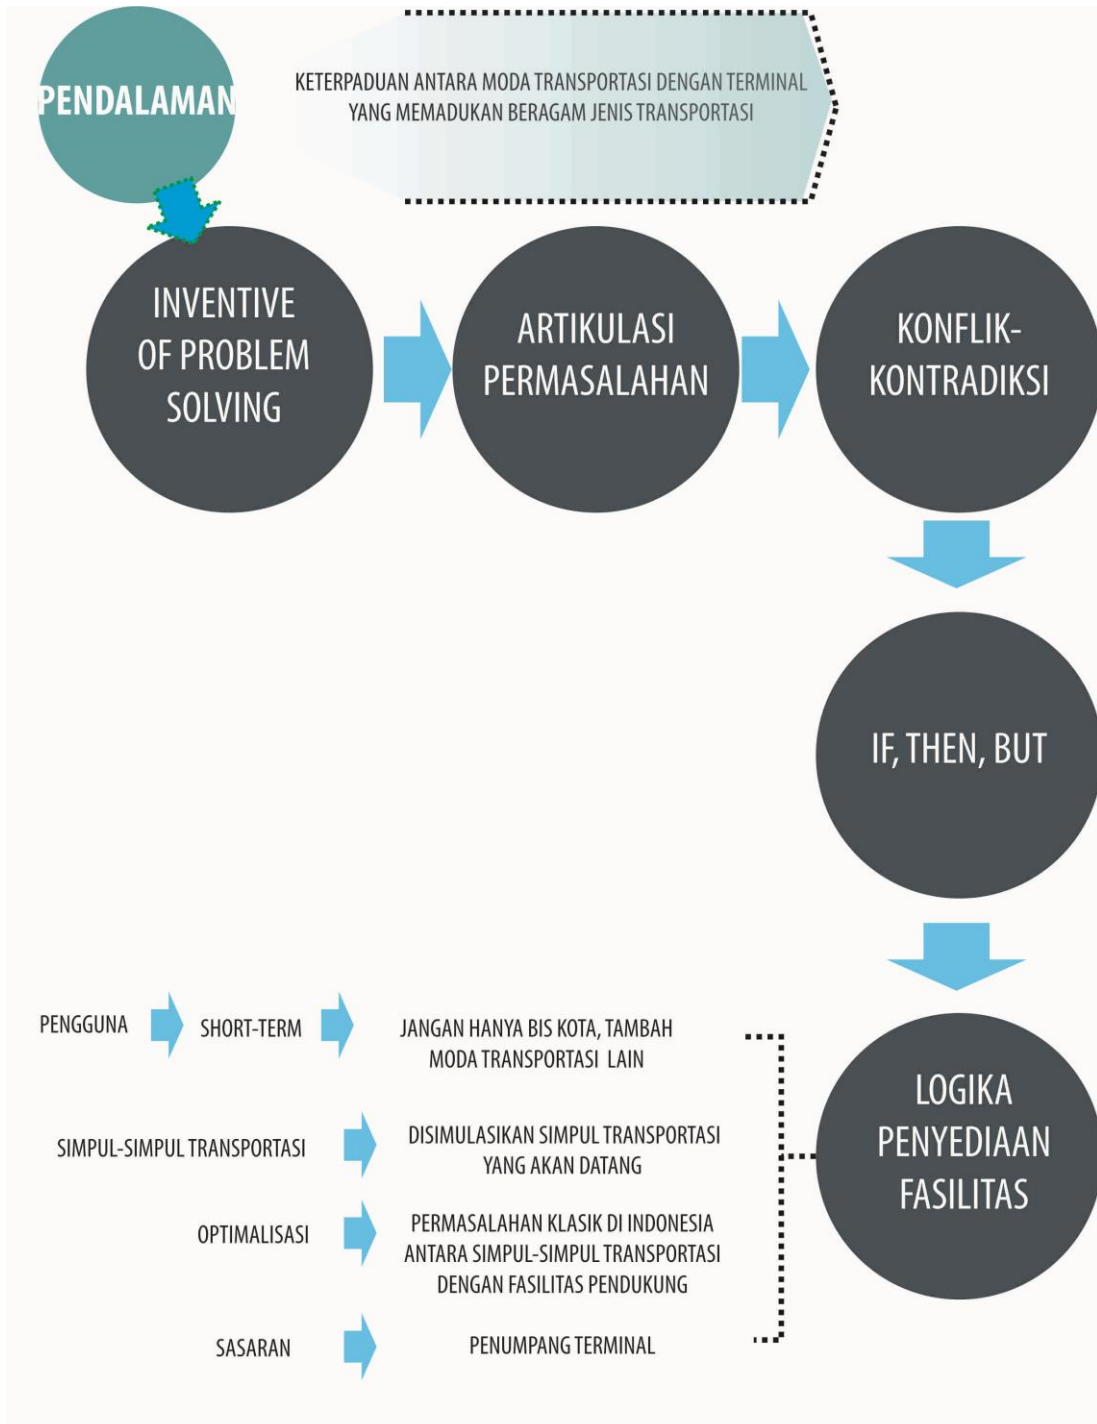 PENDALAMAN
KETERPADUAN ANTARA MODA TRANSPORTASI DENGAN TERMINAL
YANG MEMADUKAN BERAGAM JENIS TRANSPORTASI
INVENTIVE
OF PROBLEM
SOLVING
ARTIKULASI
PERMASALAHAN
KONFLIK-
KONTRADIKSI
IF, THEN, BUT
LOGIKA
PENYEDIAAN
FASILITAS
PENGGUNA
SHORT-TERM
JANGAN HANYA BIS KOTA, TAMBAH
MODA TRANSPORTASI LAIN
SIMPUL-SIMPUL TRANSPORTASI
DISIMULASIKAN SIMPUL TRANSPORTASI
YANG AKAN DATANG
OPTIMALISASI
PERMASALAHAN KLASIK DI INDONESIA
ANTARA SIMPUL-SIMPUL TRANSPORTASI
DENGAN FASILITAS PENDUKUNG
SASARAN
PENUMPANG TERMINAL